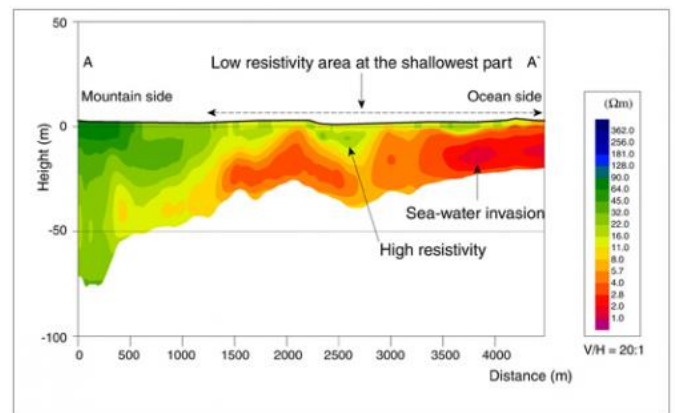 50
A
Low resistivity area at the shallowest part
A`
Mountain side
Ocean side
0
Height (m)
Sea-water invasion
-50
High resistivity
-100
0 500 1000 1500 2000 2500 3000 3500 4000
Distance (m)
(Ωm)
362.0
256.0
181.0
128.0
90.0
64.0
45.0
32.0
22.0
16.0
11.0
8.0
5.7
4.0
2.8
2.0
1.0
V/H = 20:1